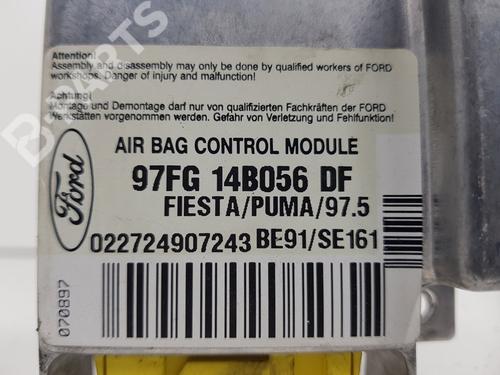 Attention!
Assembly and disassembly may only be done by qualified workers of FORD
workshops. Danger of injury and malfunction!
Achtung!
Montage und Demontage darf nur von qualifizierten Fachkräften der FORD
Werkstätten vorgenommen werden. Gefahr von Verletzung und Fehlfunktion!
Ford
AIR BAG CONTROL MODULE
97FG 14B056 DF
FIESTA/PUMA/97.5
022724907243 BE91/SE161
070897
B-PARTS